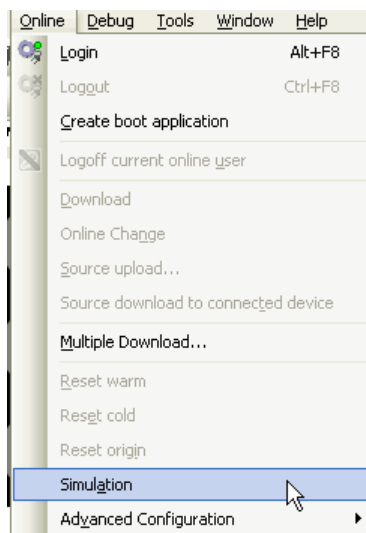 Online Debug Tools Window Help
Login Alt+F8
Logout Ctrl+F8
Create boot application
Logoff current online user
Download
Online Change
Source upload...
Source download to connected device
Multiple Download...
Reset warm
Reset cold
Reset origin
Simulation
Advanced Configuration